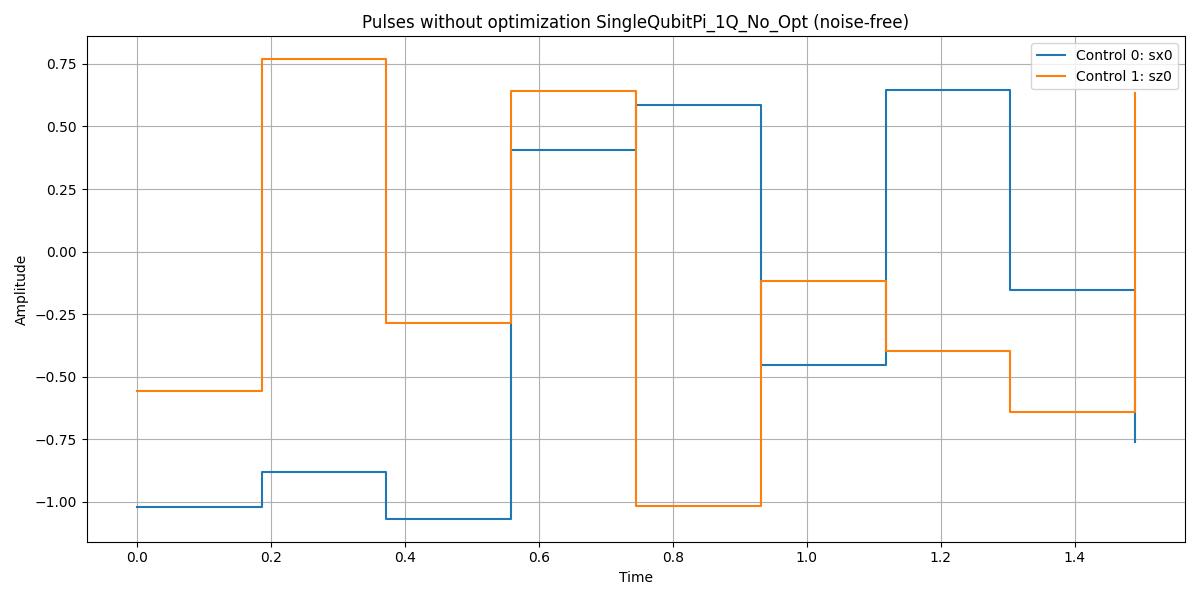 Pulses without optimization SingleQubitPi_1Q_No_Opt (noise-free)
Control 0: sx0
Control 1: sz0
Amplitude
0.75
0.50
0.25
0.00
−0.25
−0.50
−0.75
−1.00
0.0 0.2 0.4 0.6 0.8 1.0 1.2 1.4
Time